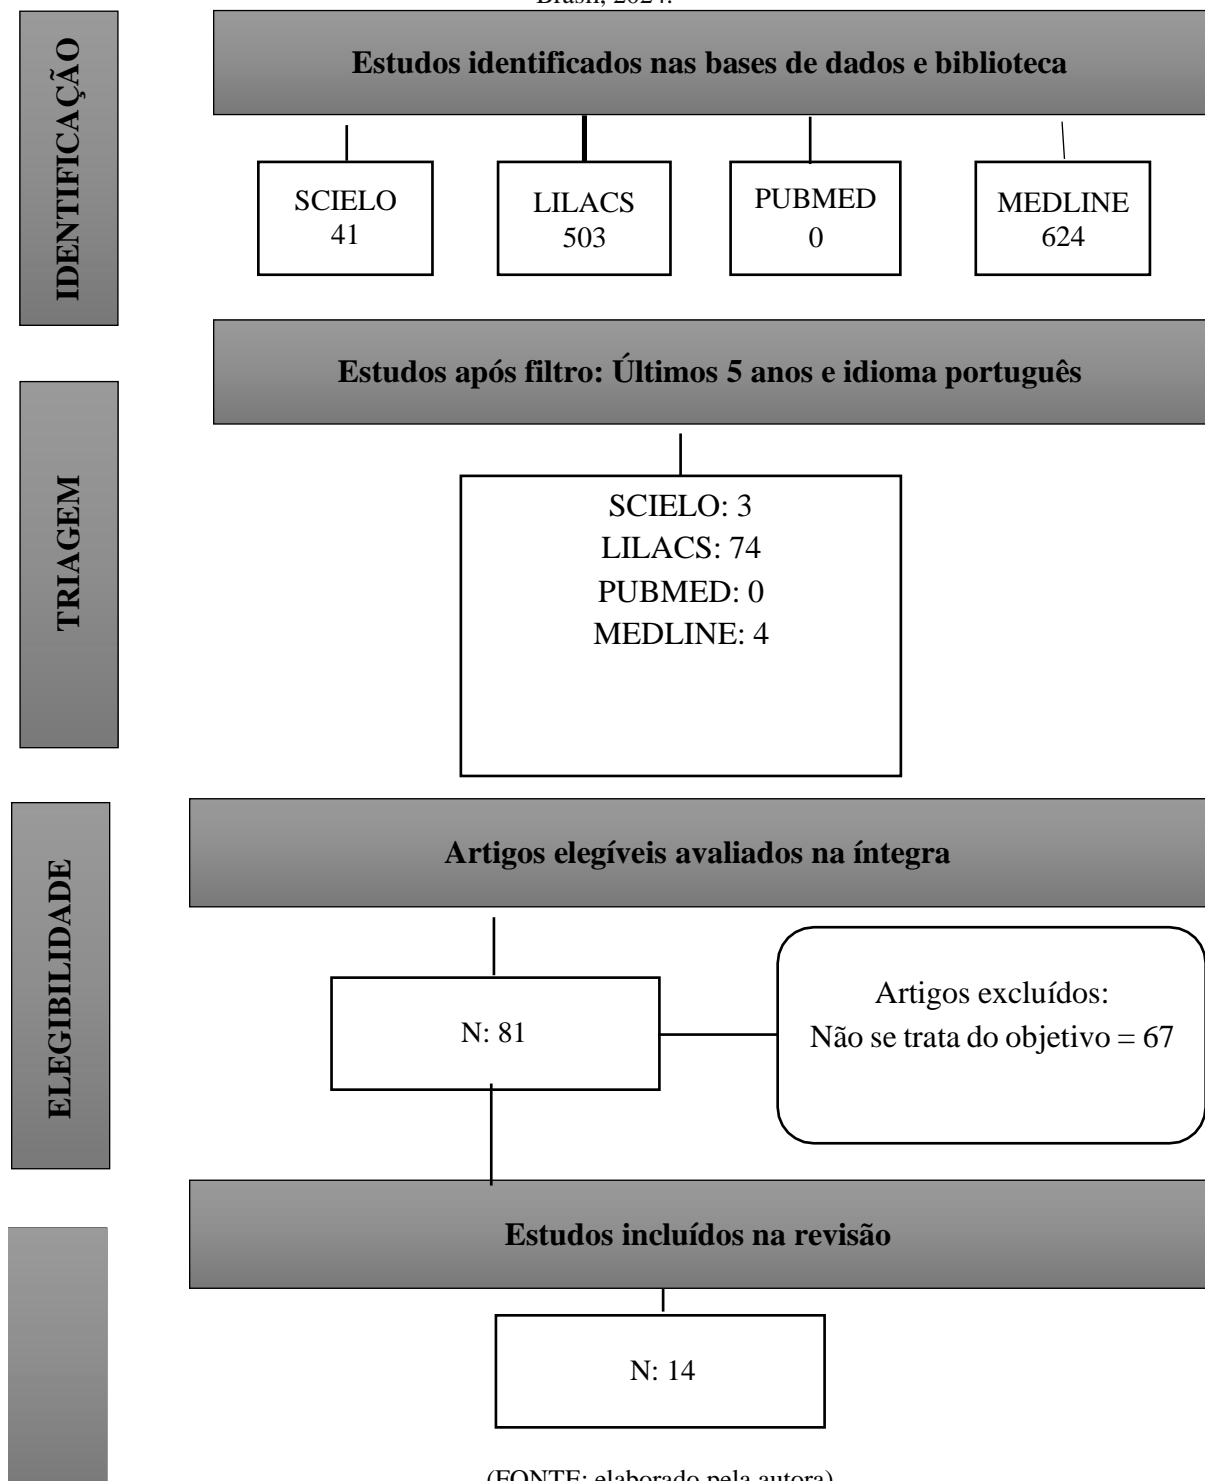 Brasil, 2024.
IDENTIFICAÇÃO
Estudos identificados nas bases de dados e biblioteca
SCIELO
41
LILACS
503
PUBMED
0
MEDLINE
624
Estudos após filtro: Últimos 5 anos e idioma português
TRIAGEM
SCIELO: 3
LILACS: 74
PUBMED: 0
MEDLINE: 4
Artigos elegíveis avaliados na íntegra
ELEGIBILIDADE
N: 81
Artigos excluídos:
Não se trata do objetivo = 67
Estudos incluídos na revisão
N: 14
(FONTE: elaborado pela autora)